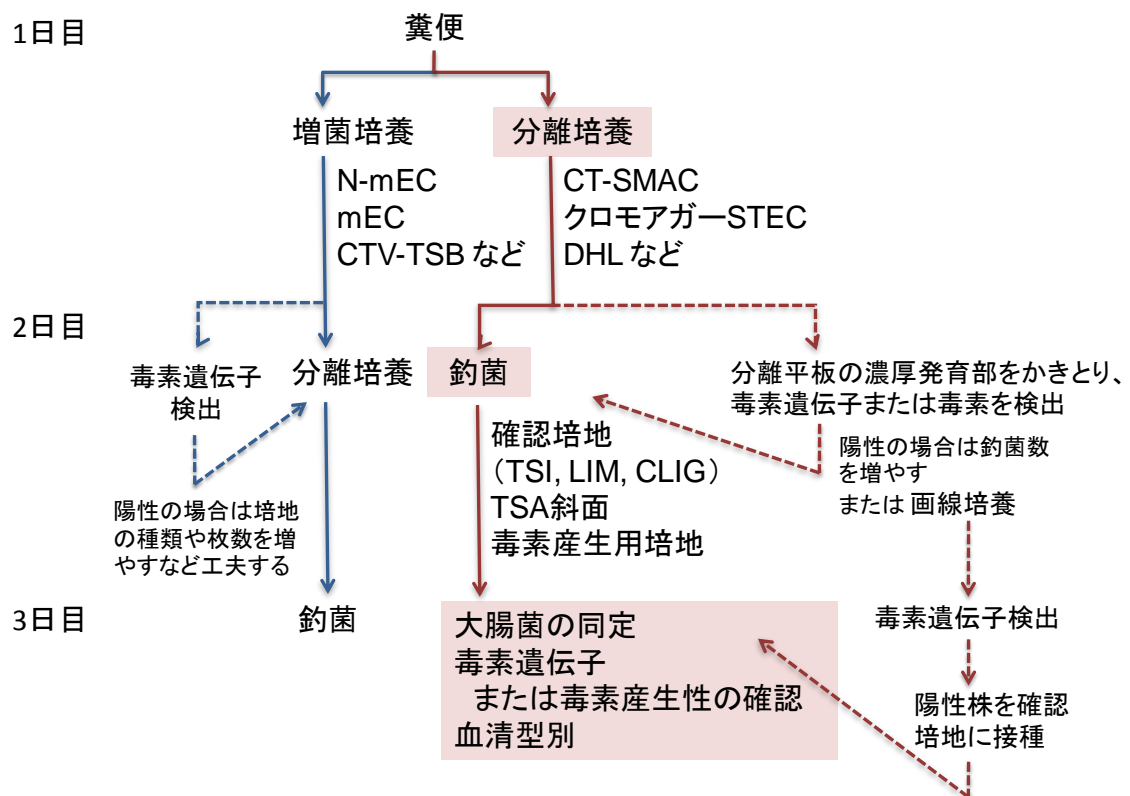 1日目
糞便
増菌培養
分離培養
N-mEC
mEC
CTV-TSB など
CT-SMAC
クロモアガーSTEC
DHL など
2日目
毒素遺伝子
検出
分離培養
釣菌
分離平板の濃厚発育部をかきとり、
毒素遺伝子または毒素を検出
陽性の場合は培地
の種類や枚数を増
やすなど工夫する
確認培地
（TSI, LIM, CLIG）
TSA斜面
毒素産生用培地
陽性の場合は釣菌数
を増やす
または 画線培養
3日目
釣菌
大腸菌の同定
毒素遺伝子
または毒素産生性の確認
血清型別
毒素遺伝子検出
陽性株を確認
培地に接種